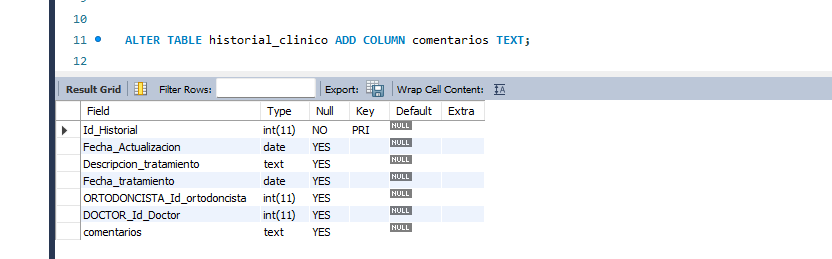 10
11 ALTER TABLE historial_clinico ADD COLUMN comentarios TEXT;
12
Result Grid Filter Rows: Export: Wrap Cell Content: IA
Field Type Null Key Default Extra
Id_Historial int(11) NO PRI NULL
Fecha_Actualizacion date YES NULL
Descripcion_tratamiento text YES NULL
Fecha_tratamiento date YES NULL
ORTODONCISTA_Id_ortodoncista int(11) YES NULL
DOCTOR_Id_Doctor int(11) YES NULL
comentarios text YES NULL